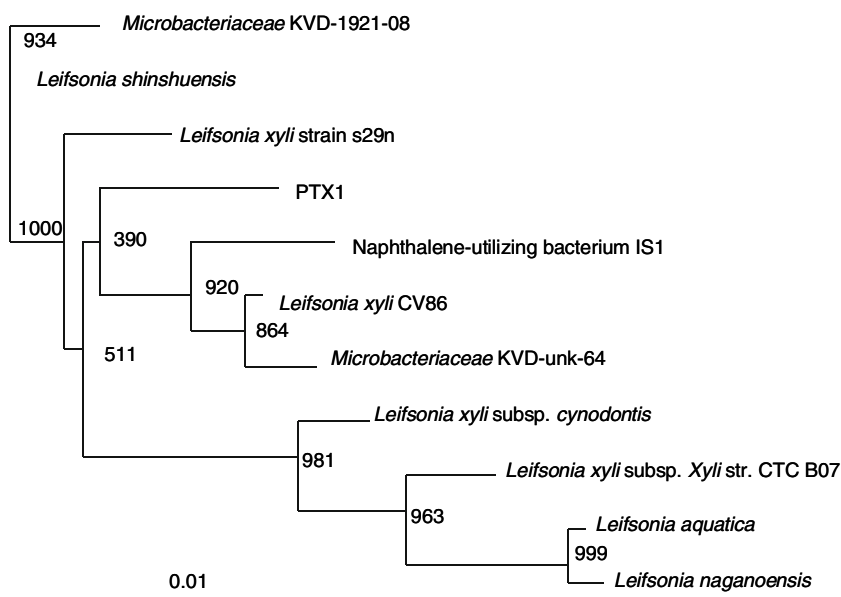 Microbacteriaceae KVD-1921-08
934
Leifsonia shinshuensis
Leifsonia xyli strain s29n
PTX1
1000
390
Naphthalene-utilizing bacterium IS1
920
Leifsonia xyli CV86
864
511
Microbacteriaceae KVD-unk-64
Leifsonia xyli subsp. cynodontis
981
Leifsonia xyli subsp. Xyli str. CTC B07
963
Leifsonia aquatica
999
0.01
Leifsonia naganoensis